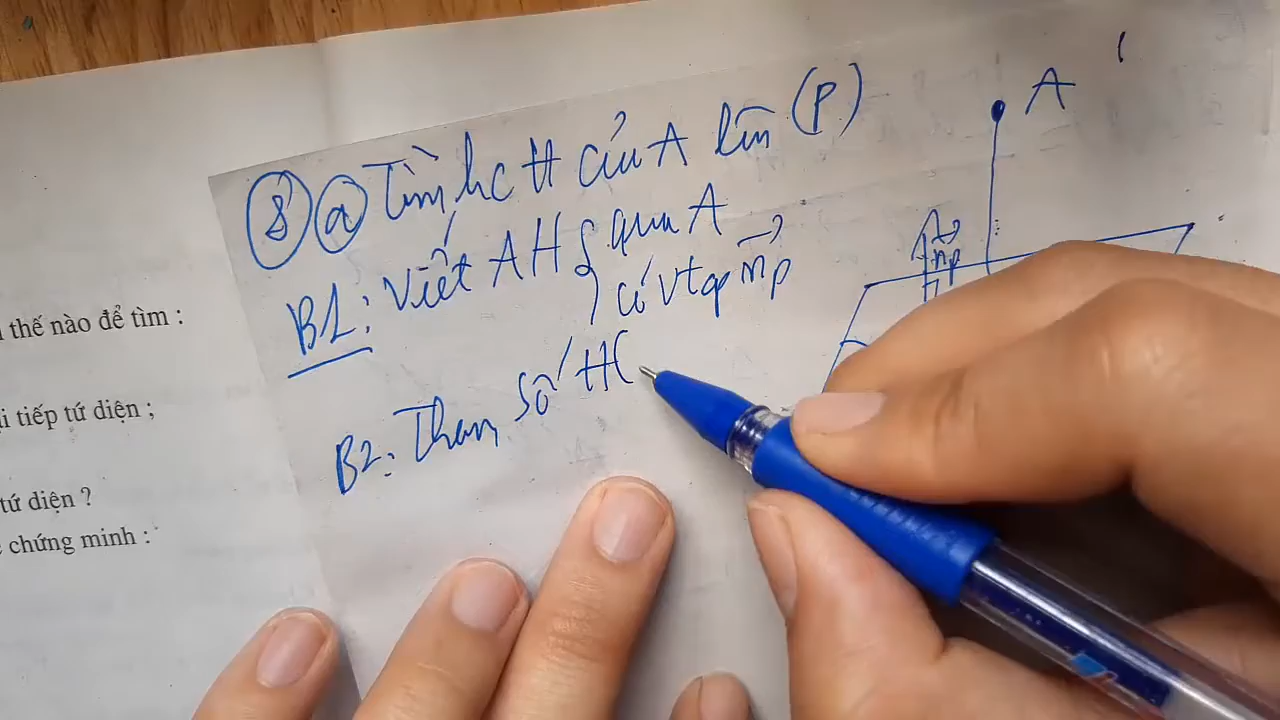 8 a Tìm hc H của A lên (P)
B1: Viết AH { qua A
có vtcp n⃗p
B2: Tham số H(
A
n⃗p
thế nào để tìm :
i tiếp tứ diện ;
tứ diện ?
chứng minh :